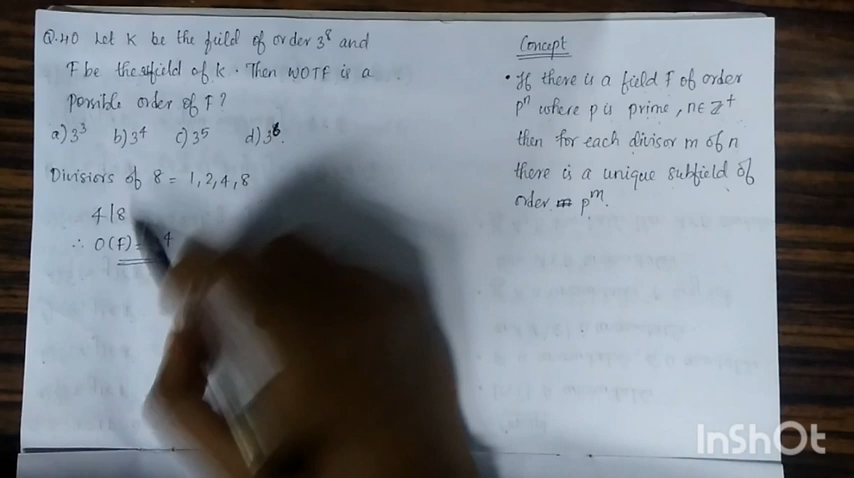 Q.40 Let K be the field of order 3⁸ and
F be the sfield of K. Then WOTF is a
possible order of F?
a) 3³ b) 3⁴ c) 3⁵ d) 3⁶.
Divisiors of 8 = 1, 2, 4, 8
4|8
∴ O(F) = 4
Concept
• If there is a field F of order
pⁿ where p is prime, n∈Z⁺
then for each divisor m of n
there is a unique subfield of
order pᵐ.
InShOt